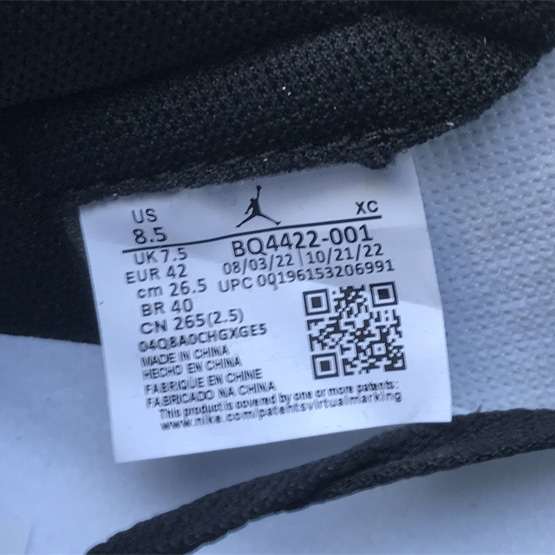 US
8.5
XC
UK 7.5
BQ4422-001
EUR 42
08/03/22 10/21/22
cm 26.5
UPC 00196153206991
BR 40
CN 265(2.5)
04Q8A0CHGXGE5
MADE IN CHINA
HECHO EN CHINA
FABRIQUE EN CHINE
FABRICADO NA CHINA
This product is covered by one or more patents:
www.nike.com/patentsvirtualmarking